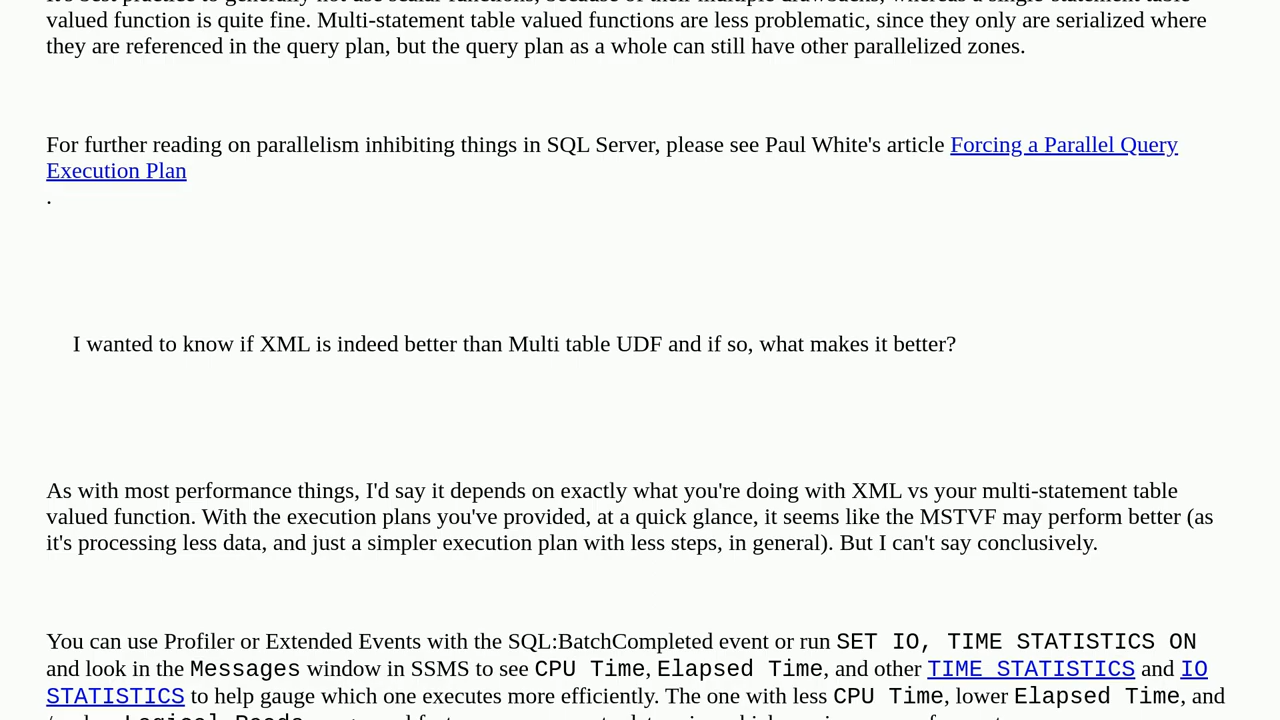 valued function is quite fine. Multi-statement table valued functions are less problematic, since they only are serialized where
they are referenced in the query plan, but the query plan as a whole can still have other parallelized zones.
For further reading on parallelism inhibiting things in SQL Server, please see Paul White's article Forcing a Parallel Query
Execution Plan
.
I wanted to know if XML is indeed better than Multi table UDF and if so, what makes it better?
As with most performance things, I'd say it depends on exactly what you're doing with XML vs your multi-statement table
valued function. With the execution plans you've provided, at a quick glance, it seems like the MSTVF may perform better (as
it's processing less data, and just a simpler execution plan with less steps, in general). But I can't say conclusively.
You can use Profiler or Extended Events with the SQL:BatchCompleted event or run SET IO, TIME STATISTICS ON
and look in the Messages window in SSMS to see CPU Time, Elapsed Time, and other TIME STATISTICS and IO
STATISTICS to help gauge which one executes more efficiently. The one with less CPU Time, lower Elapsed Time, and